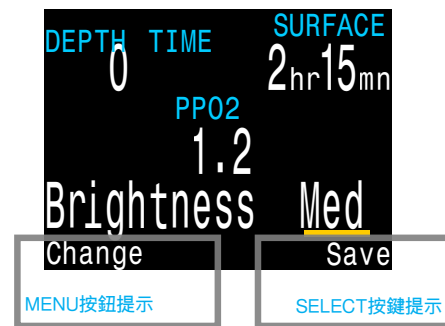 DEPTH TIME SURFACE
0 2hr15mn
PPO2
1.2
Brightness Med
Change Save
MENU按鈕提示 SELECT按鍵提示